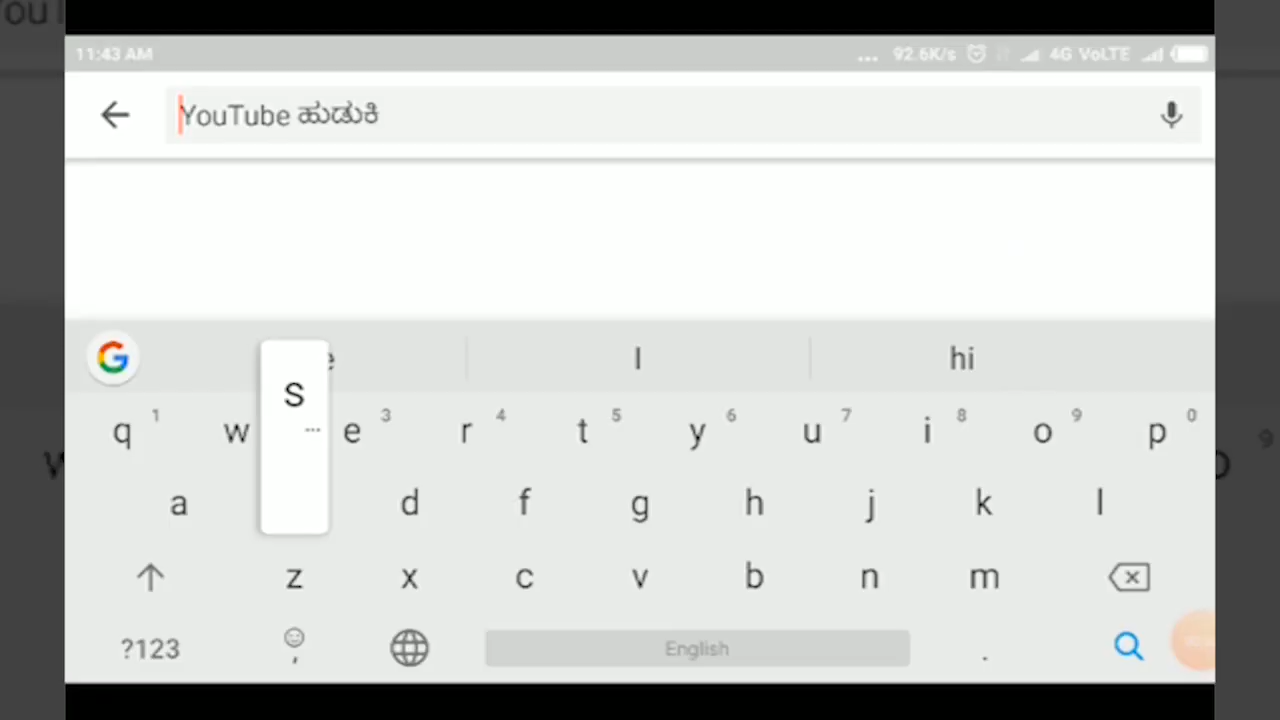 11:43 AM ... 92.6K/s 4G VoLTE
YouTube ಹುಡುಕಿ
I hi
q 1 w e 3 r 4 t 5 y 6 u 7 i 8 o 9 p 0
S
a d f g h j k l
z x c v b n m
?123 , English .